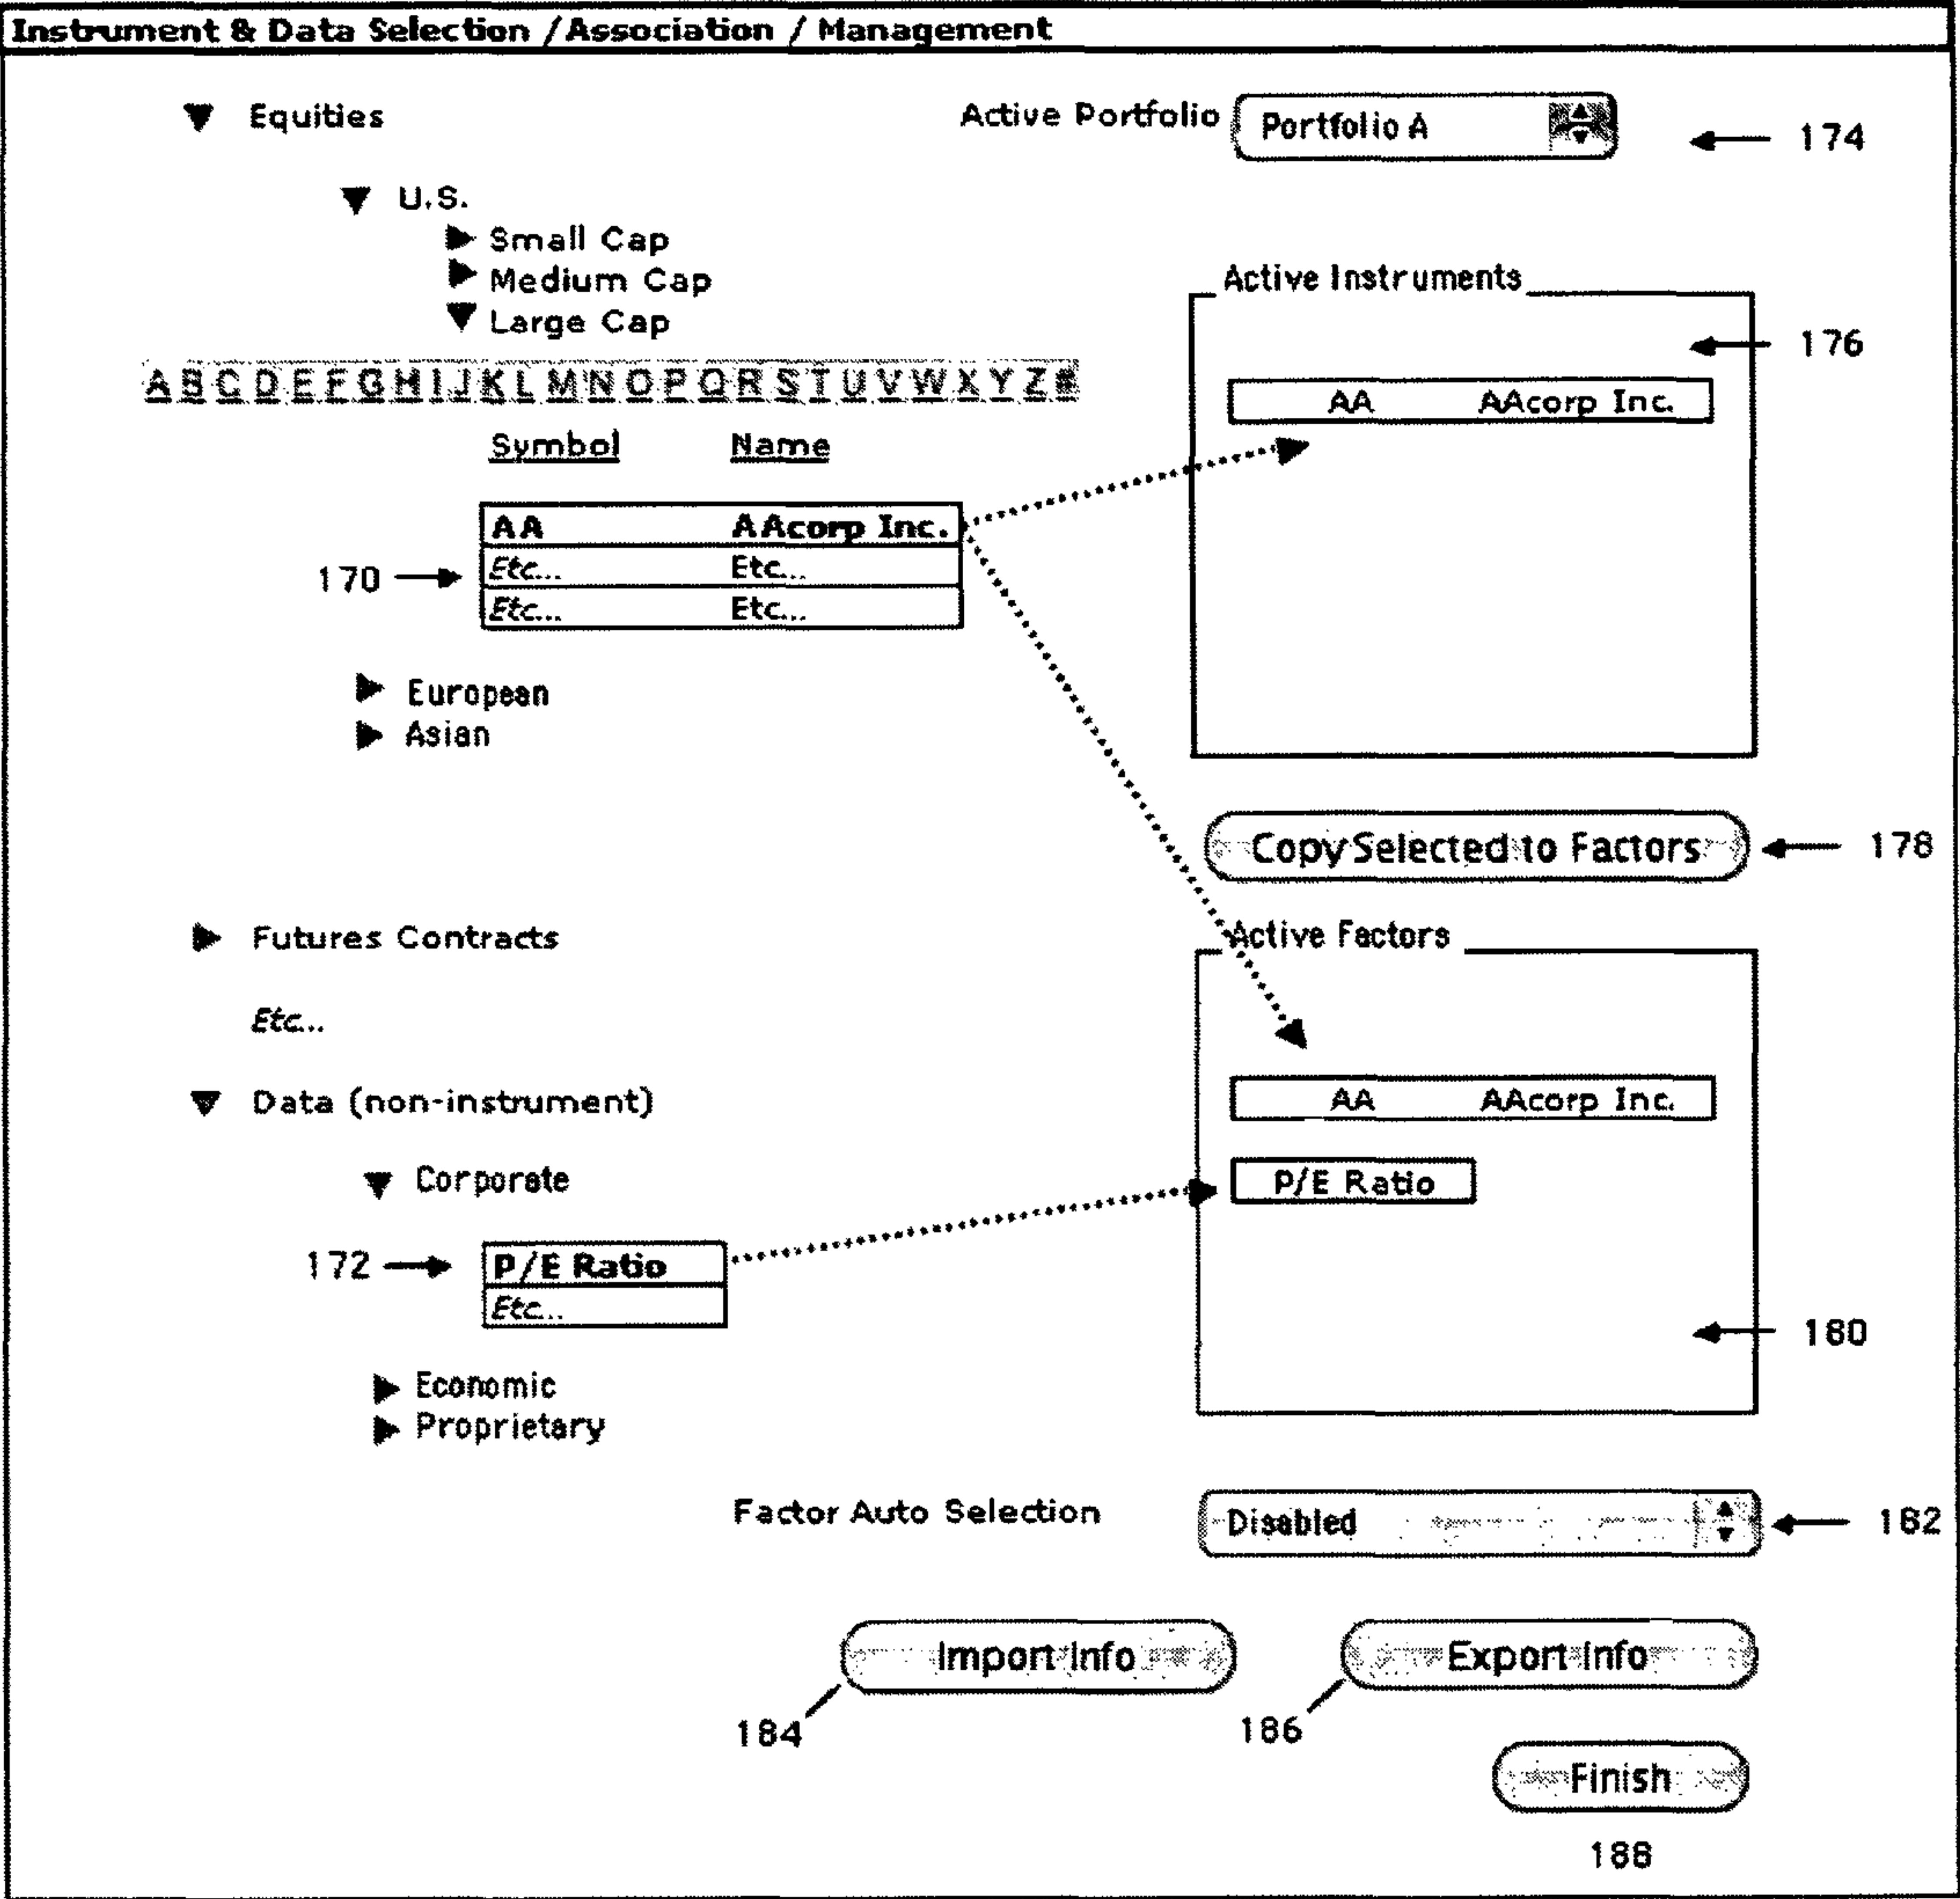 Instrument & Data Selection / Association / Management
Equities
Active Portfolio Portfolio A
174
U.S.
Small Cap
Medium Cap
Large Cap
A B C D E F G H I J K L M N O P Q R S T U V W X Y Z #
Symbol Name
AA AAcorp Inc.
Etc... Etc...
Etc... Etc...
170
European
Asian
Active Instruments
176
AA AAcorp Inc.
Copy Selected to Factors
178
Futures Contracts
Etc...
Data (non-instrument)
Corporate
172
P/E Ratio
Etc...
Economic
Proprietary
Active Factors
AA AAcorp Inc.
P/E Ratio
180
Factor Auto Selection Disabled
182
Import Info
Export Info
184
186
Finish
188